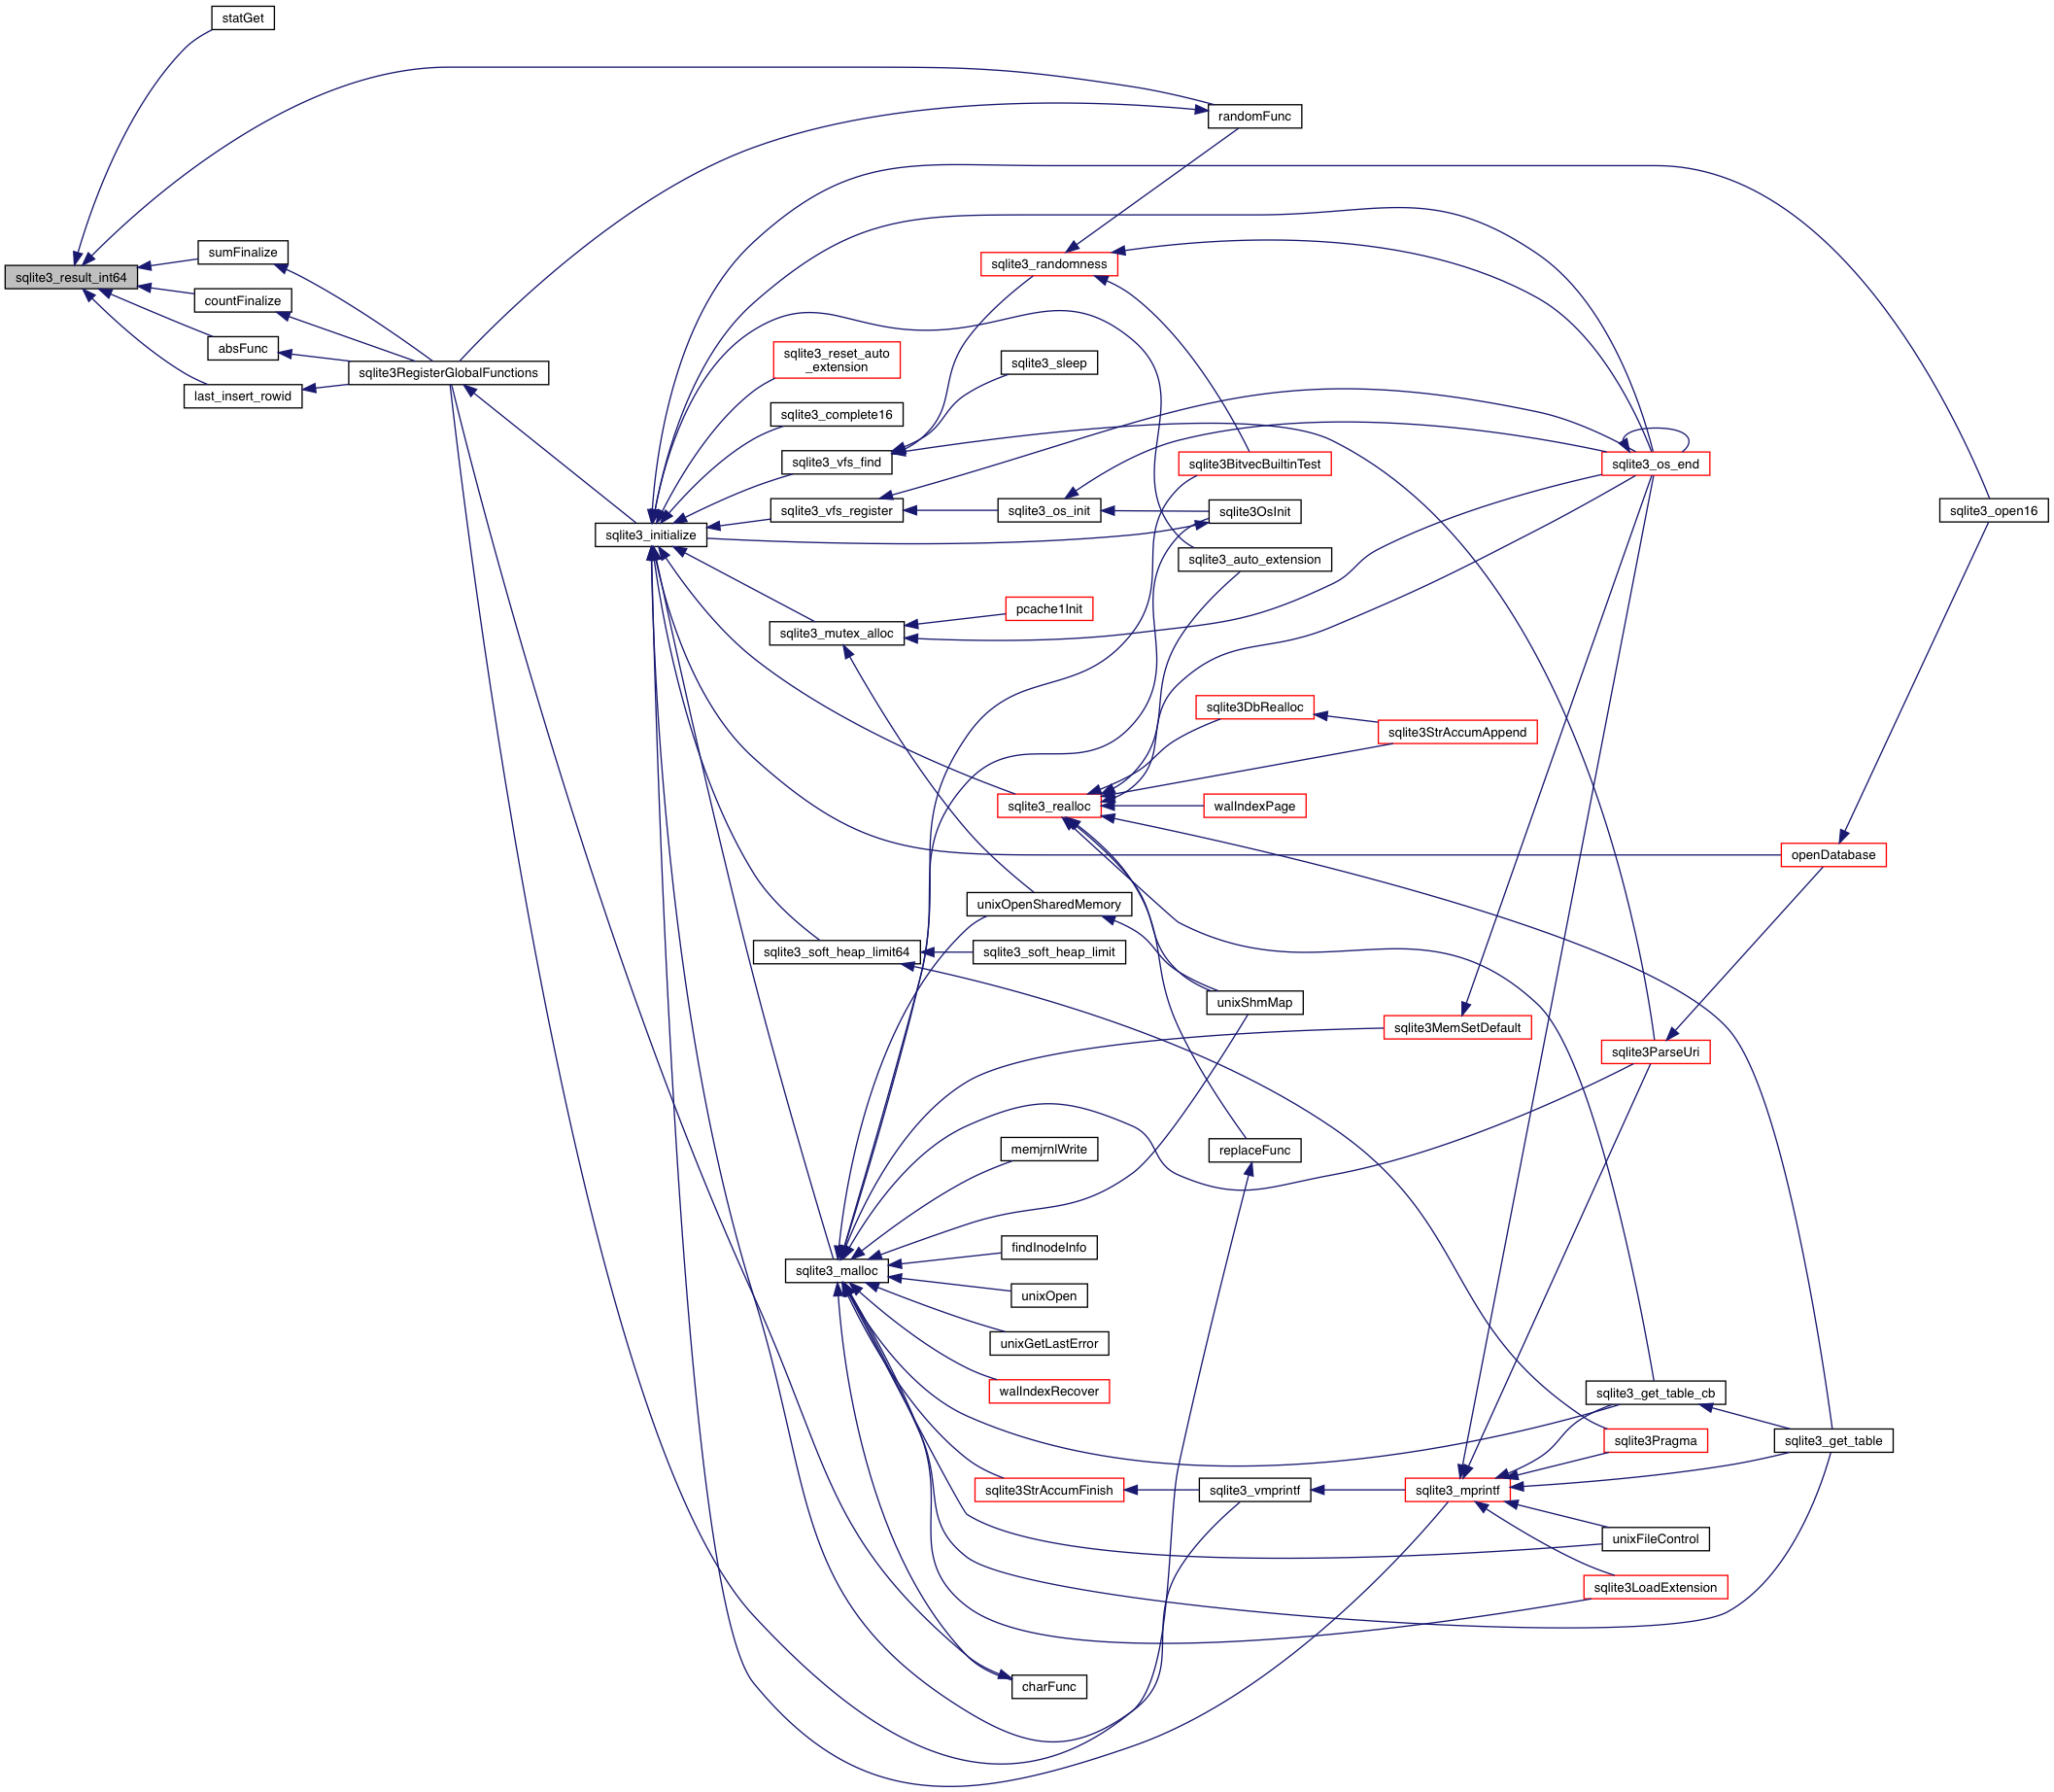 statGet
randomFunc
sumFinalize
sqlite3_randomness
sqlite3_result_int64
countFinalize
absFunc
sqlite3_reset_auto
_extension
sqlite3_sleep
sqlite3RegisterGlobalFunctions
last_insert_rowid
sqlite3_complete16
sqlite3_vfs_find
sqlite3BitvecBuiltinTest
sqlite3_os_end
sqlite3_vfs_register
sqlite3_os_init
sqlite3OsInit
sqlite3_open16
sqlite3_initialize
sqlite3_auto_extension
pcache1Init
sqlite3_mutex_alloc
sqlite3DbRealloc
sqlite3StrAccumAppend
sqlite3_realloc
walIndexPage
openDatabase
unixOpenSharedMemory
sqlite3_soft_heap_limit64
sqlite3_soft_heap_limit
unixShmMap
sqlite3MemSetDefault
sqlite3ParseUri
memjrnlWrite
replaceFunc
findInodeInfo
sqlite3_malloc
unixOpen
unixGetLastError
walIndexRecover
sqlite3_get_table_cb
sqlite3Pragma
sqlite3_get_table
sqlite3StrAccumFinish
sqlite3_vmprintf
sqlite3_mprintf
unixFileControl
sqlite3LoadExtension
charFunc